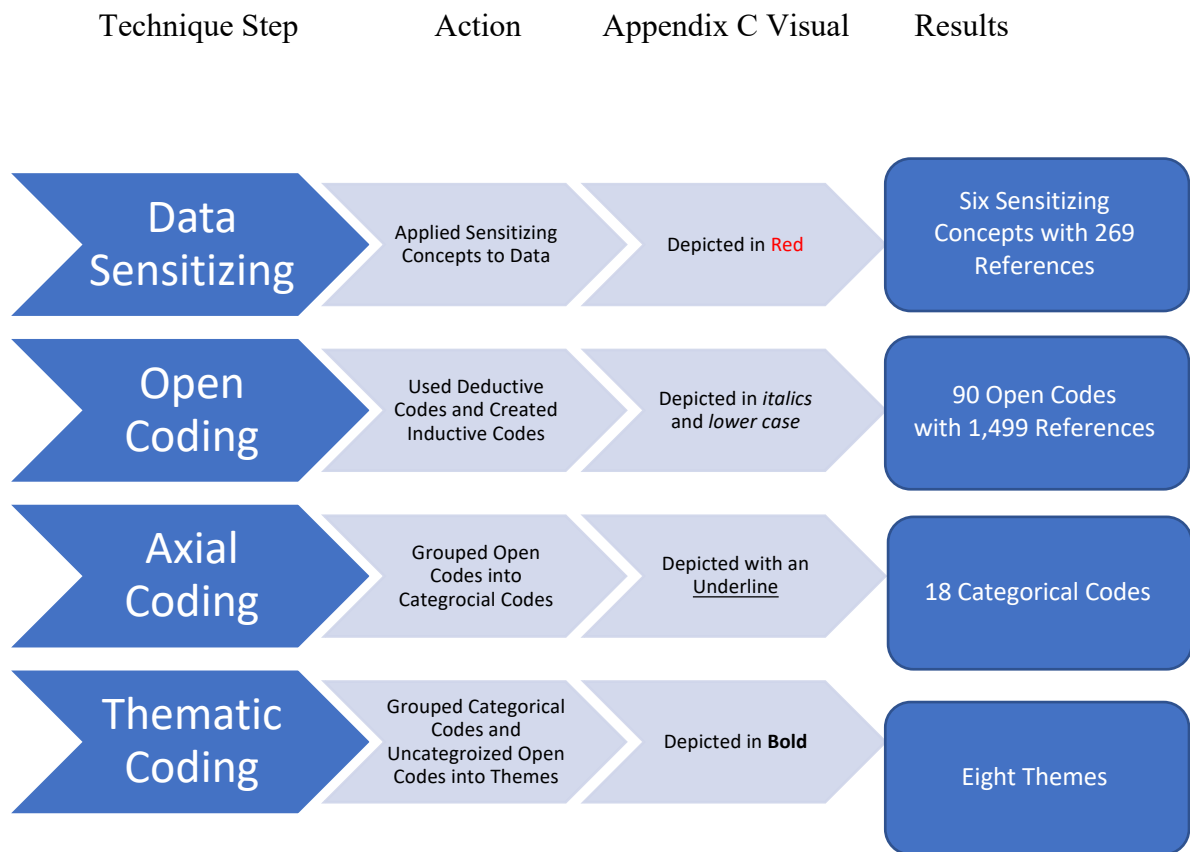 Technique Step Action Appendix C Visual Results
Data
Sensitizing
Applied Sensitizing
Concepts to Data
Depicted in Red
Six Sensitizing
Concepts with 269
References
Open
Coding
Used Deductive
Codes and Created
Inductive Codes
Depicted in italics
and lower case
90 Open Codes
with 1,499 References
Axial
Coding
Grouped Open
Codes into
Categrocial Codes
Depicted with an
Underline
18 Categorical Codes
Thematic
Coding
Grouped Categorical
Codes and
Uncategroized Open
Codes into Themes
Depicted in Bold
Eight Themes